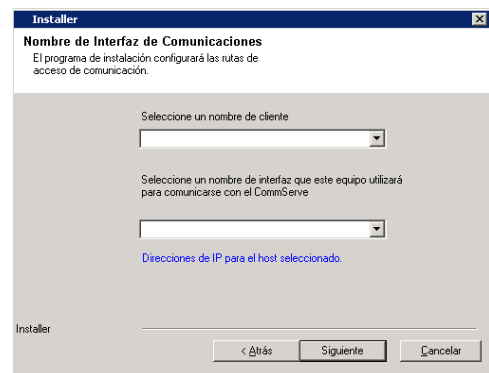 Installer
Nombre de Interfaz de Comunicaciones
El programa de instalación configurará las rutas de
acceso de comunicación.
Seleccione un nombre de cliente
Seleccione un nombre de interfaz que este equipo utilizará
para comunicarse con el CommServe
Direcciones de IP para el host seleccionado.
Installer
< Atrás
Siguiente
Cancelar